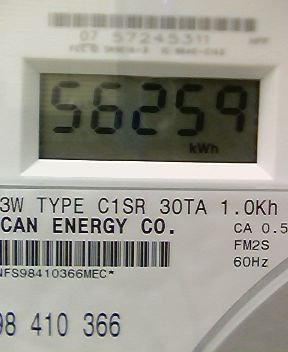 07 57245311
56259
kWh
3W TYPE C1SR 30TA 1.0Kh
CAN ENERGY CO.
CA 0.5
FM2S
NFS98410366MEC*
60Hz
98 410 366